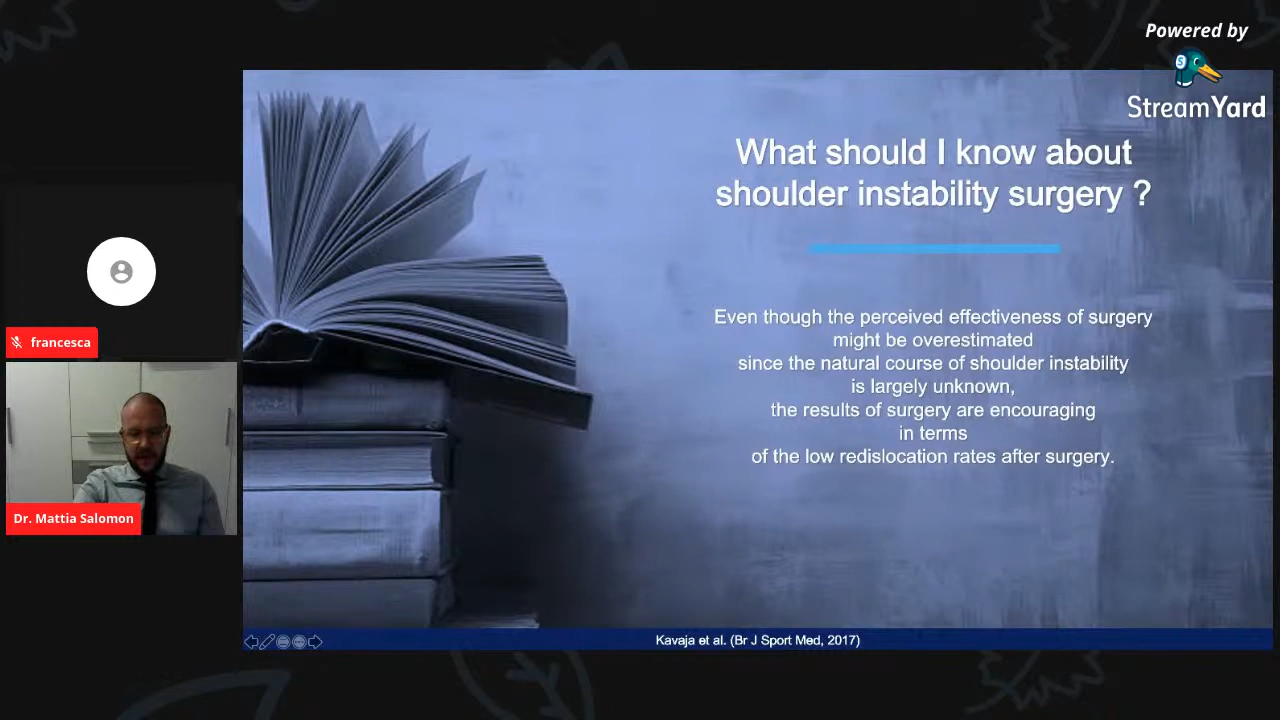 Powered by
StreamYard
What should I know about
shoulder instability surgery ?
Even though the perceived effectiveness of surgery
might be overestimated
since the natural course of shoulder instability
is largely unknown,
the results of surgery are encouraging
in terms
of the low redislocation rates after surgery.
francesca
Dr. Mattia Salomon
Kavaja et al. (Br J Sport Med, 2017)